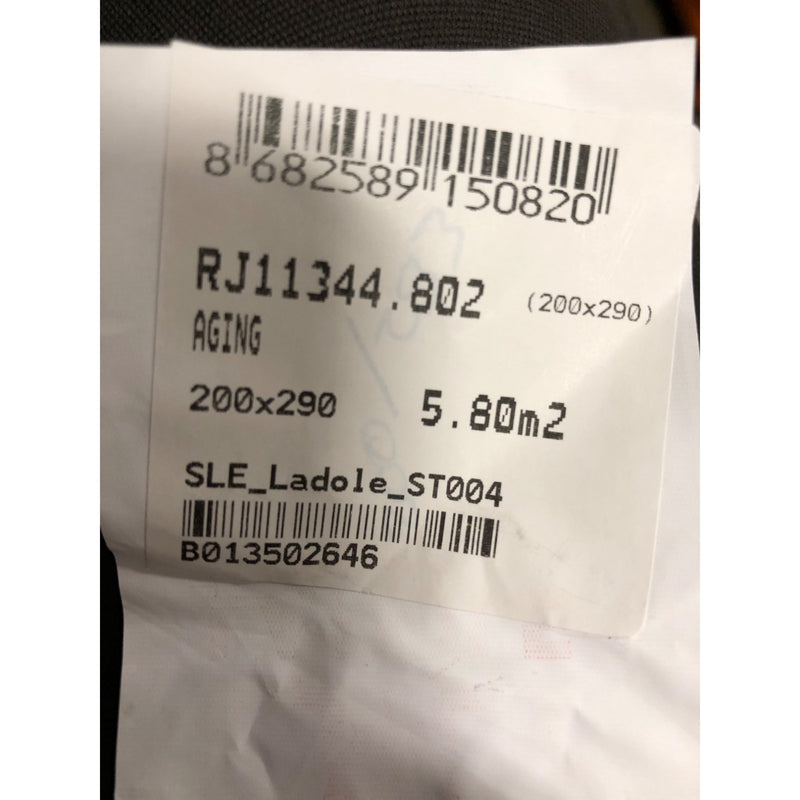 8 682589 150820
RJ11344.802 (200x290)
AGING
200x290 5.80m2
SLE_Ladole_ST004
B013502646